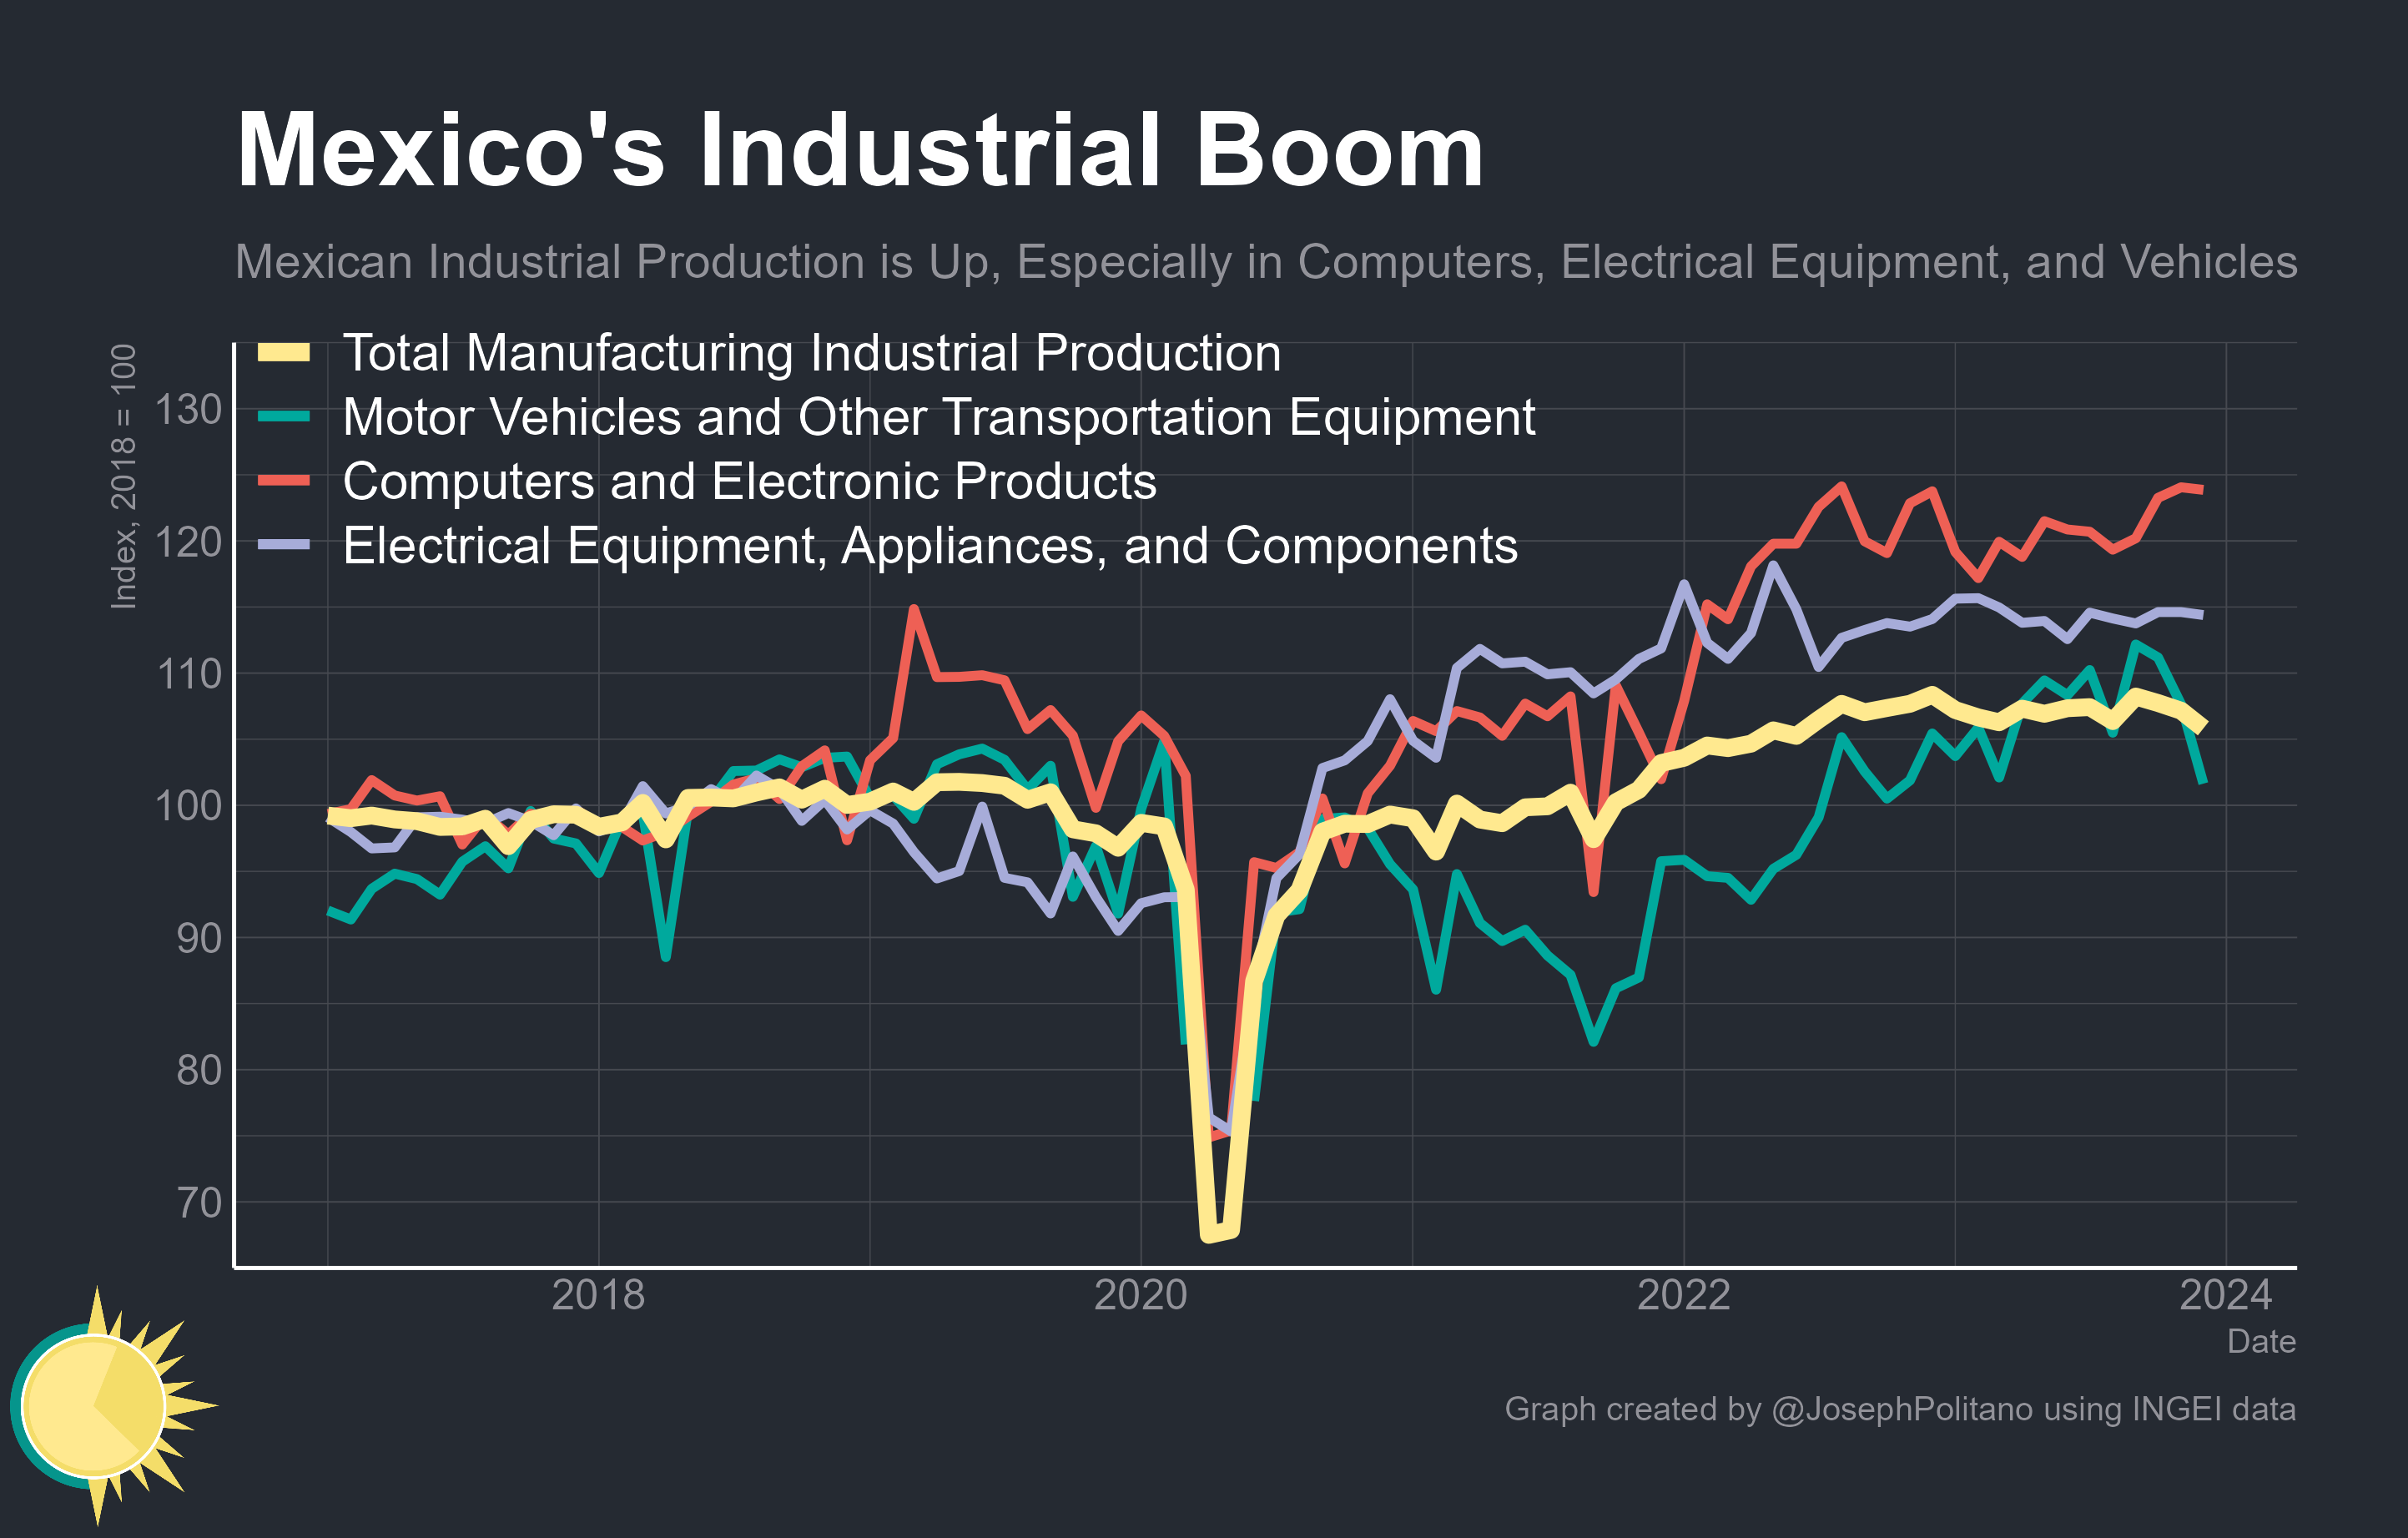 Mexico's Industrial Boom
Mexican Industrial Production is Up, Especially in Computers, Electrical Equipment, and Vehicles
Index, 2018 = 100
Total Manufacturing Industrial Production
Motor Vehicles and Other Transportation Equipment
Computers and Electronic Products
Electrical Equipment, Appliances, and Components
130
120
110
100
90
80
70
2018 2020 2022 2024
Date
Graph created by @JosephPolitano using INGEI data